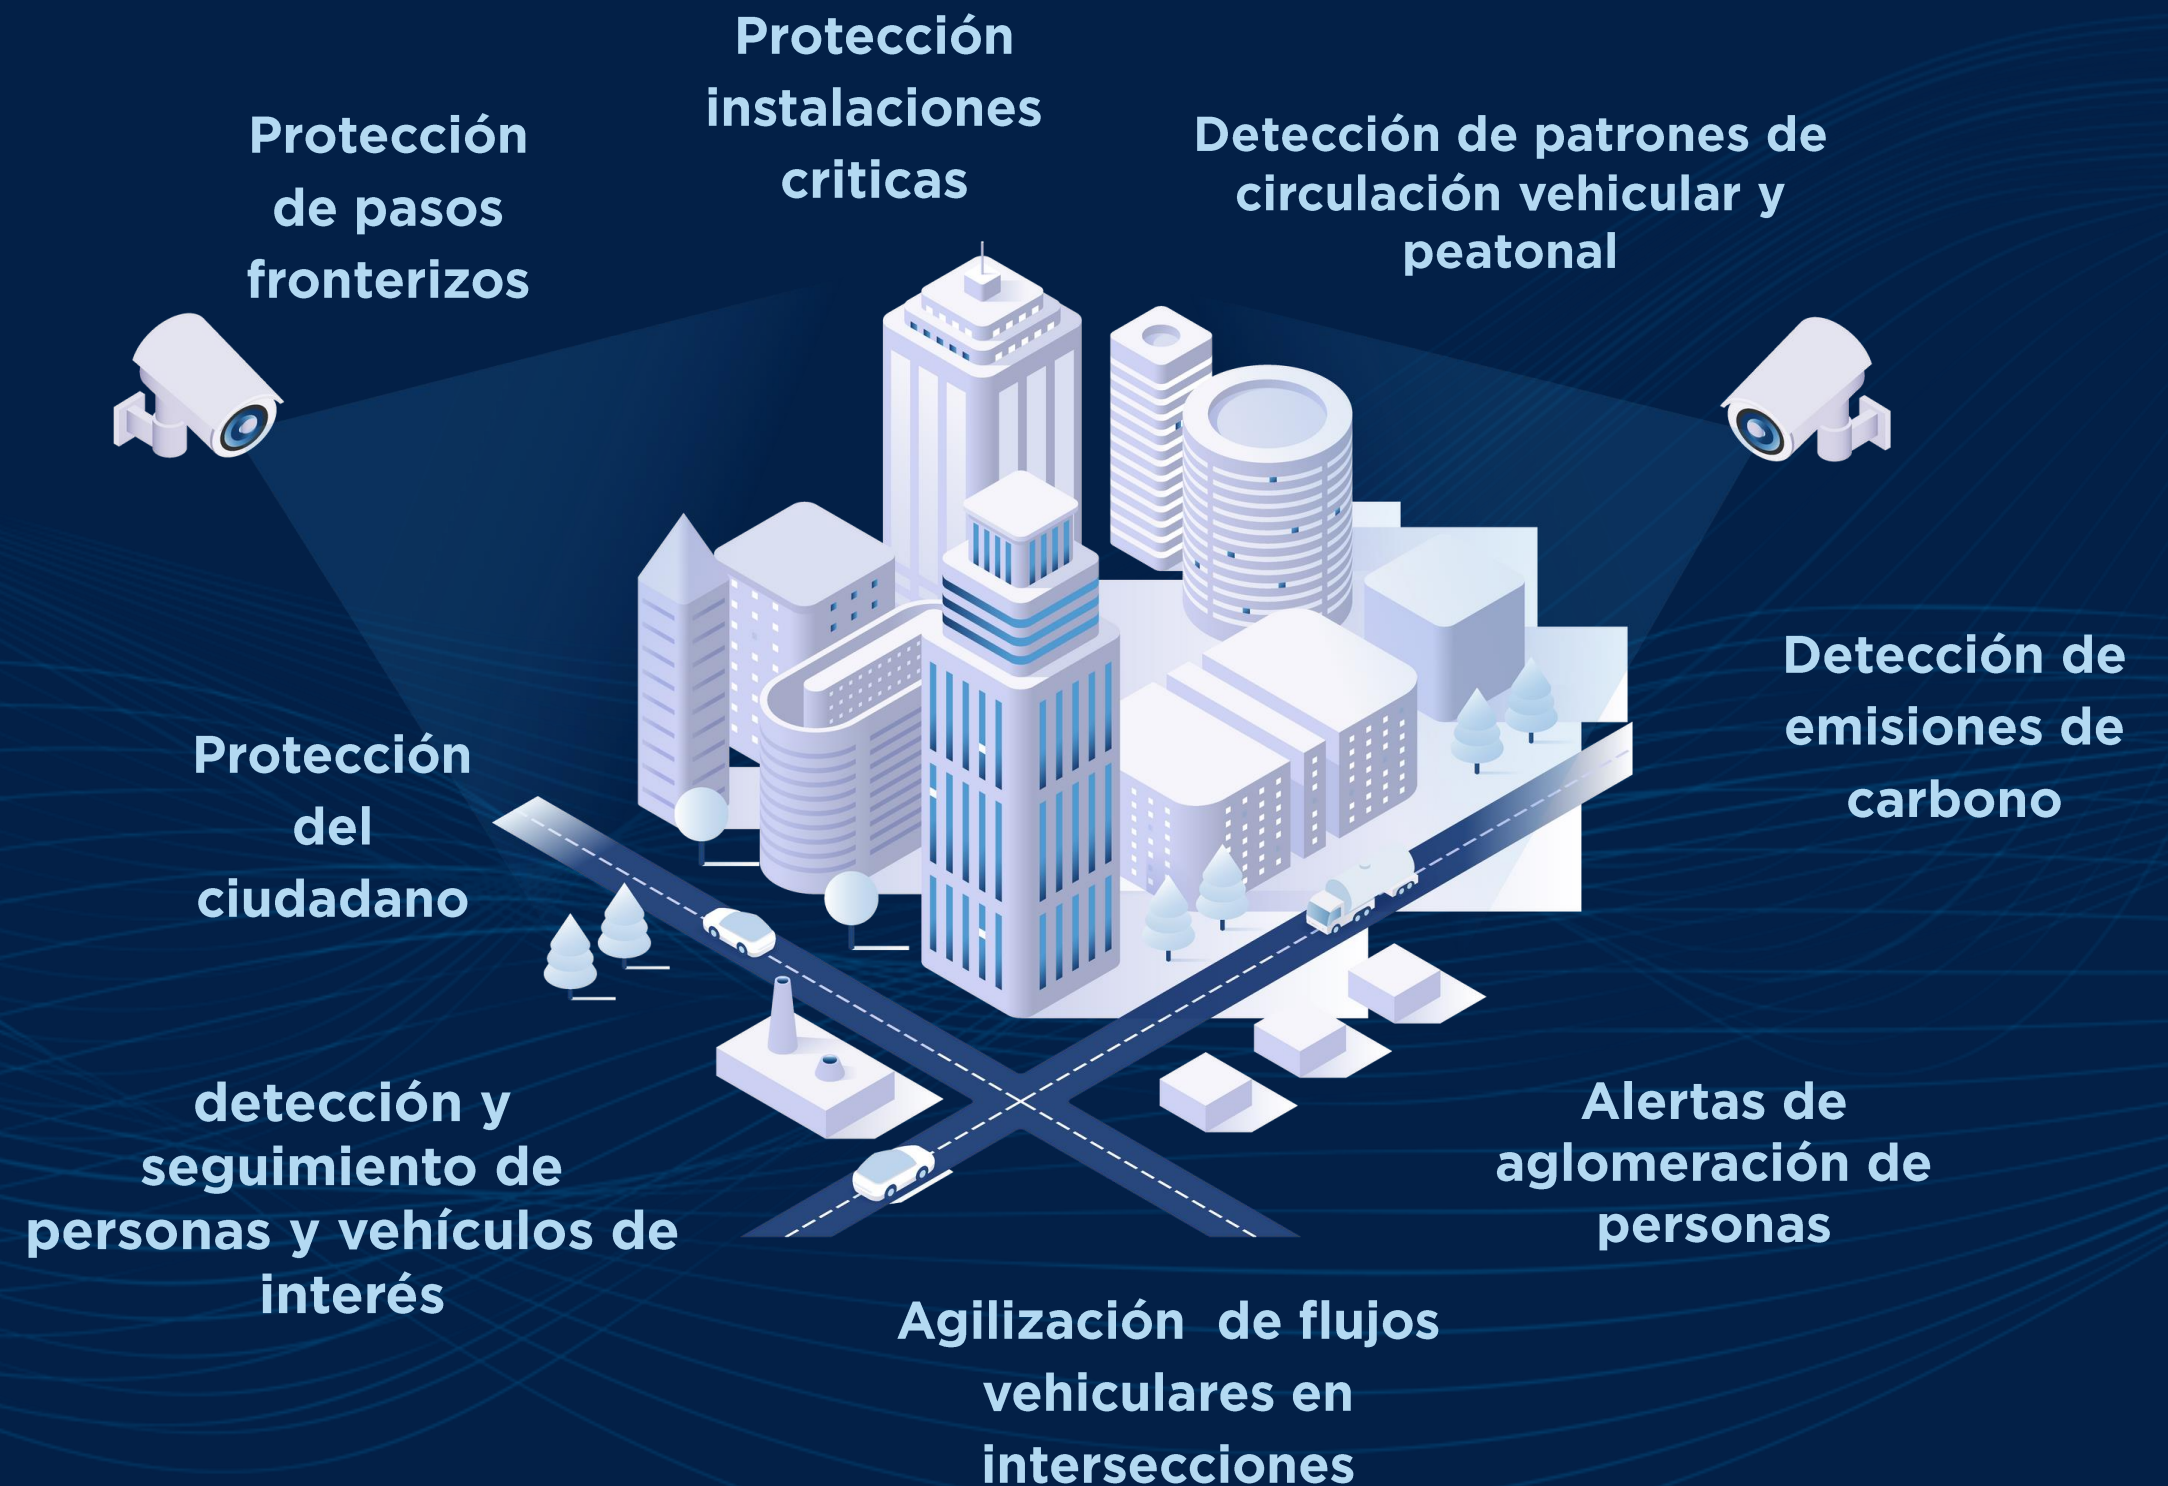 Protección
instalaciones
criticas
Protección
de pasos
fronterizos
Detección de patrones de
circulación vehicular y
peatonal
Detección de
emisiones de
carbono
Protección
del
ciudadano
detección y
seguimiento de
personas y vehículos de
interés
Alertas de
aglomeración de
personas
Agilización  de flujos
vehiculares en
intersecciones